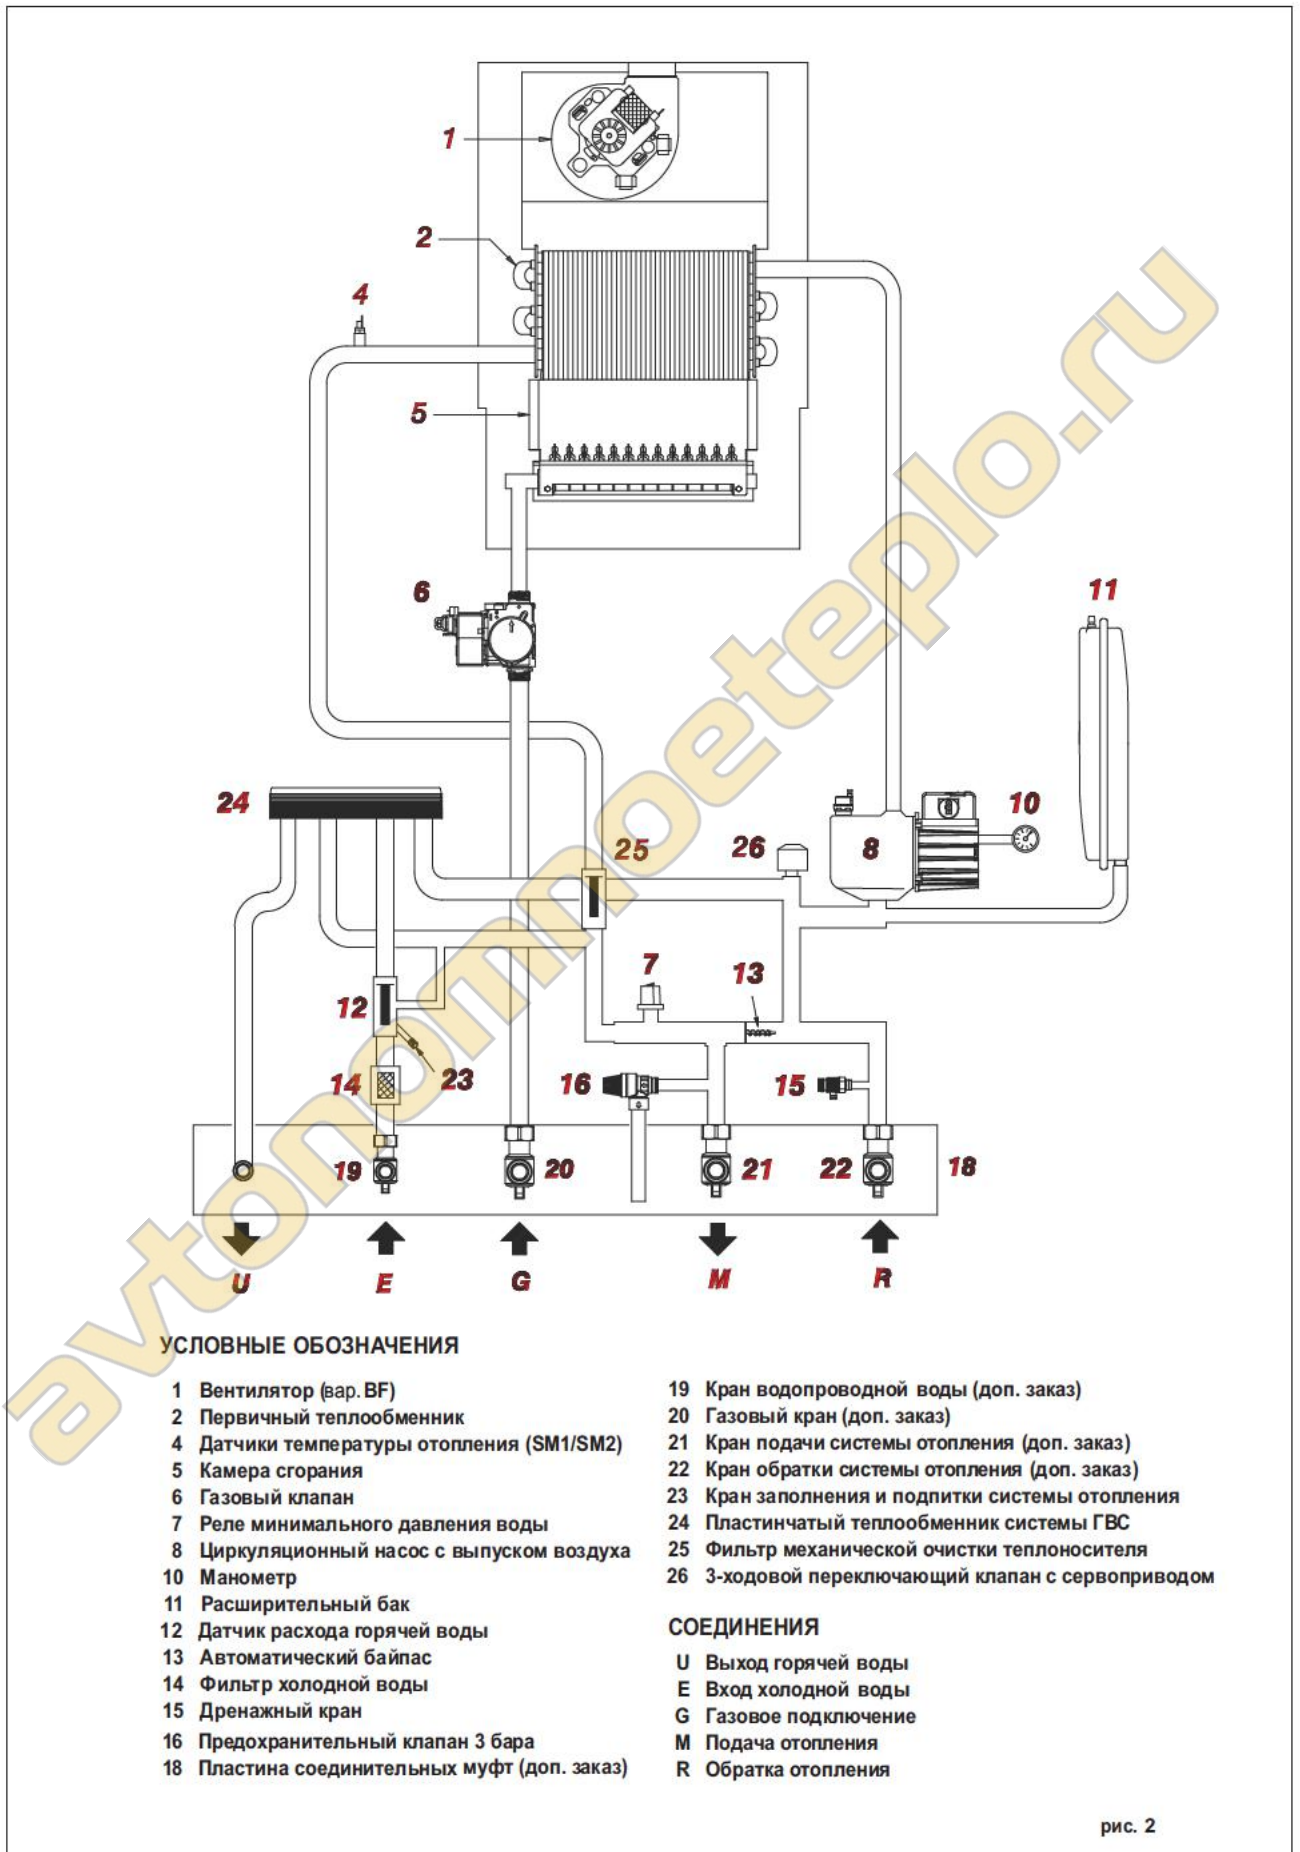 1
2
4
5
6
11
24
10
25
26
8
7
13
12
14
23
16
15
19
20
21
22
18
U
E
G
M
R
УСЛОВНЫЕ ОБОЗНАЧЕНИЯ
1 Вентилятор (вар. BF)
2 Первичный теплообменник
4 Датчики температуры отопления (SM1/SM2)
5 Камера сгорания
6 Газовый клапан
7 Реле минимального давления воды
8 Циркуляционный насос с выпуском воздуха
10 Манометр
11 Расширительный бак
12 Датчик расхода горячей воды
13 Автоматический байпас
14 Фильтр холодной воды
15 Дренажный кран
16 Предохранительный клапан 3 бара
18 Пластина соединительных муфт (доп. заказ)
19 Кран водопроводной воды (доп. заказ)
20 Газовый кран (доп. заказ)
21 Кран подачи системы отопления (доп. заказ)
22 Кран обратки системы отопления (доп. заказ)
23 Кран заполнения и подпитки системы отопления
24 Пластинчатый теплообменник системы ГВС
25 Фильтр механической очистки теплоносителя
26 3-ходовой переключающий клапан с сервоприводом
СОЕДИНЕНИЯ
U Выход горячей воды
E Вход холодной воды
G Газовое подключение
M Подача отопления
R Обратка отопления
рис. 2
avtonomnoeteplo.ru